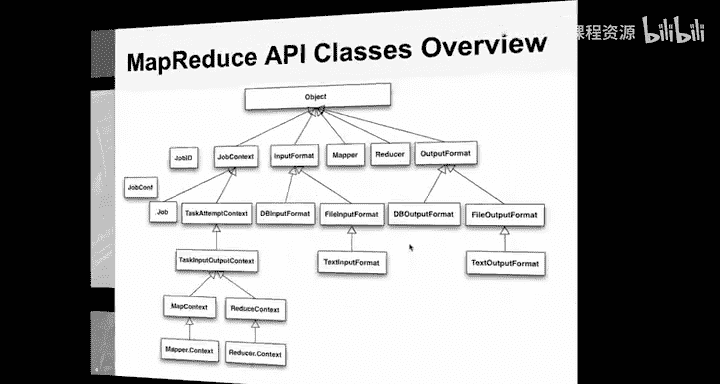 课程资源 bilibili
MapReduce API Classes Overview
Object
JobID JobContext InputFormat Mapper Reducer OutputFormat
JobConf
Job TaskAttemptContext DBInputFormat FileInputFormat DBOutputFormat FileOutputFormat
TaskInputOutputContext TextInputFormat TextOutputFormat
MapContext ReduceContext
Mapper.Context Reducer.Context